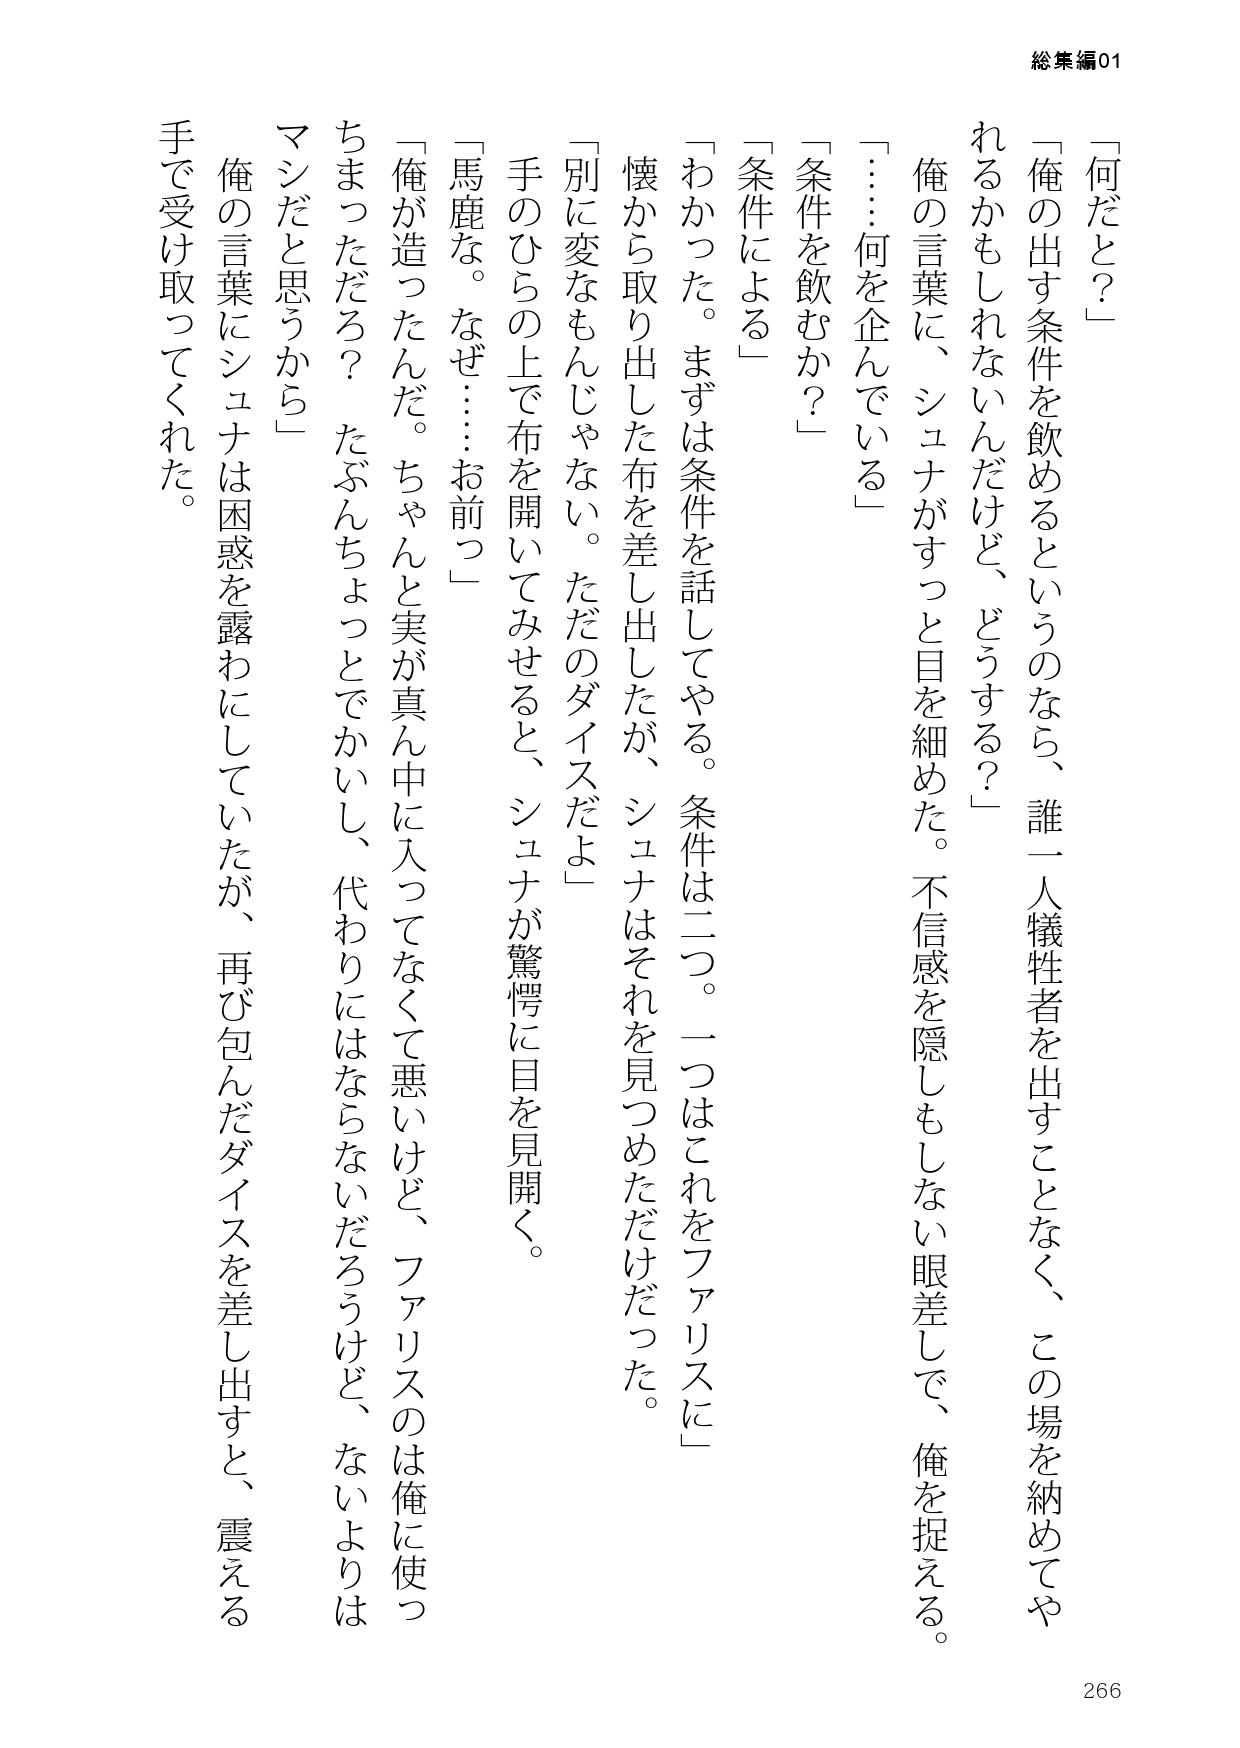 総集編01
「何だと？」
「俺の出す条件を飲めるというのなら、誰一人犠牲者を出すことなく、この場を納めてや
れるかもしれないんだけど、どうする？」
俺の言葉に、シュナがすっと目を細めた。不信感を隠しもしない眼差しで、俺を捉える。
「……何を企んでいる」
「条件を飲むか？」
「条件による」
「わかった。まずは条件を話してやる。条件は二つ。一つはこれをファリスに」
懐から取り出した布を差し出したが、シュナはそれを見つめただけだった。
「別に変なもんじゃない。ただのダイスだよ」
手のひらの上で布を開いてみせると、シュナが驚愕に目を見開く。
「馬鹿な。なぜ……お前っ」
「俺が造ったんだ。ちゃんと実が真ん中に入ってなくて悪いけど、ファリスのは俺に使っ
ちまっただろ？　たぶんちょっとでかいし、代わりにはならないだろうけど、ないよりは
マシだと思うから」
俺の言葉にシュナは困惑を露わにしていたが、再び包んだダイスを差し出すと、震える
手で受け取ってくれた。
266